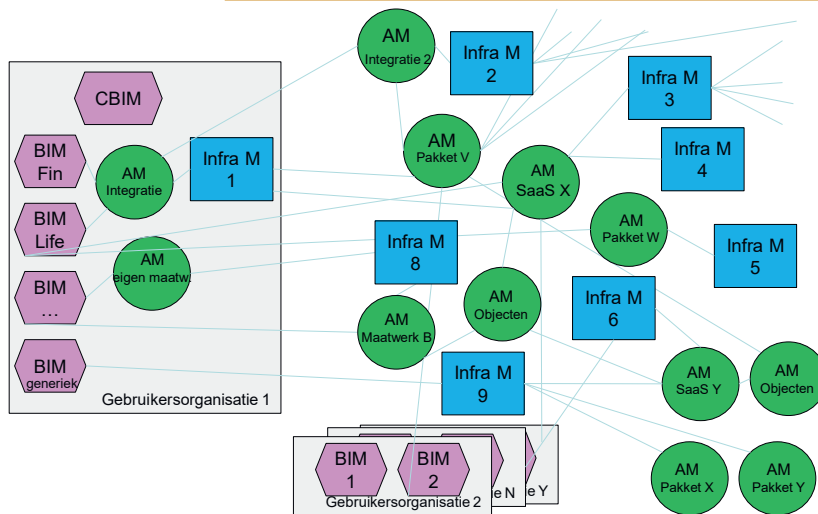 AM
Integratie 2
Infra M
2
Infra M
3
CBIM
BIM
Fin
AM
Integratie
Infra M
1
AM
Pakket V
AM
SaaS X
Infra M
4
BIM
Life
AM
Pakket W
Infra M
5
AM
eigen maatw.
Infra M
8
BIM
...
AM
Maatwerk B
AM
Objecten
Infra M
6
BIM
generiek
Infra M
9
AM
SaaS Y
AM
Objecten
Gebruikersorganisatie 1
BIM
1
BIM
2
AM
Pakket X
AM
Pakket Y
Gebruikersorganisatie 2
tie N
ie Y